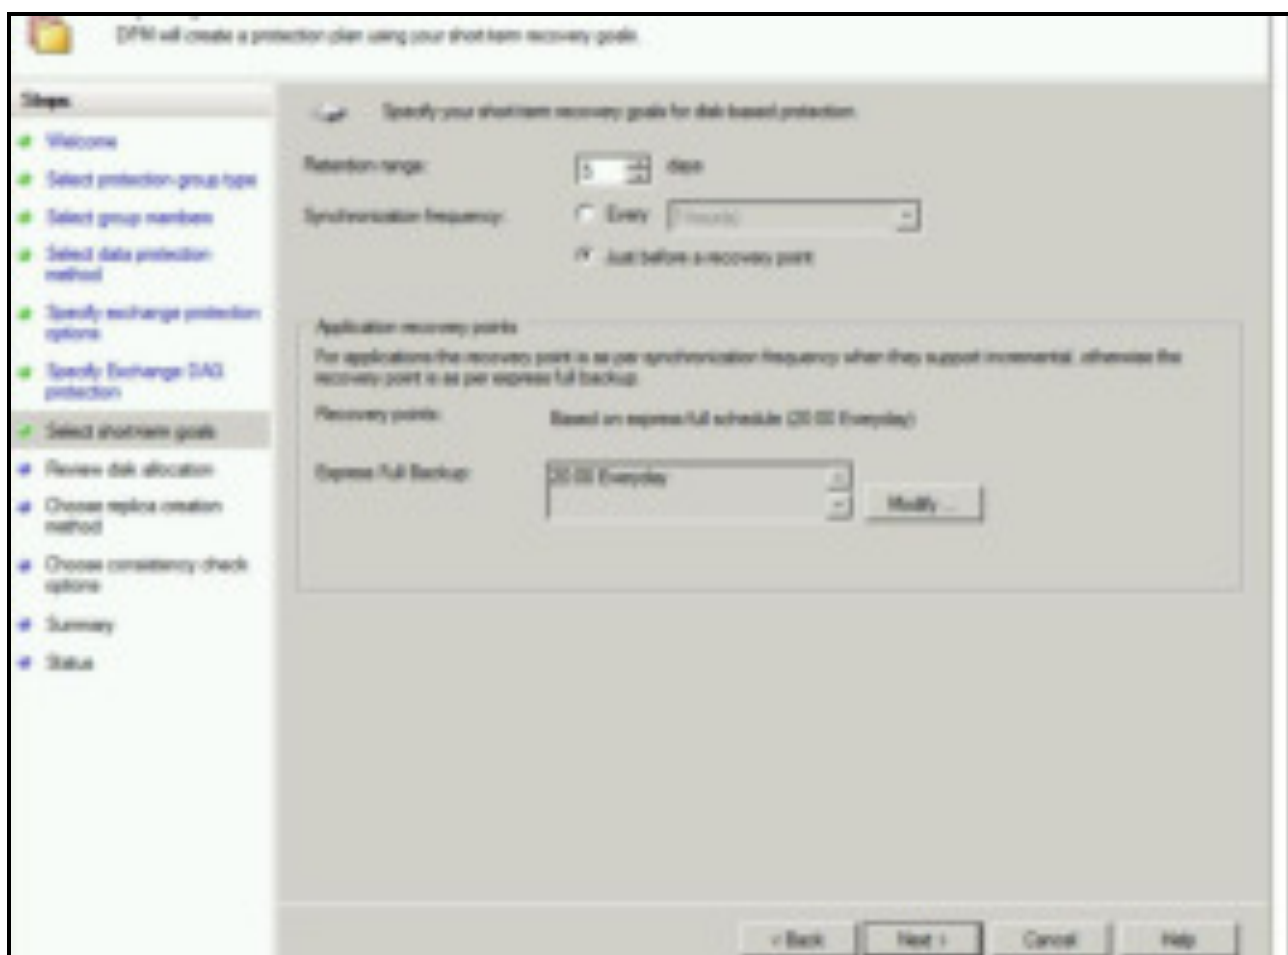 DPM will create a protection plan using your short-term recovery goals.
Steps:
Welcome
Select protection group type
Select group members
Select data protection
method
Specify exchange protection
options
Specify Exchange DAG
protection
Select short-term goals
Review disk allocation
Choose replica creation
method
Choose consistency check
options
Summary
Status
Specify your short-term recovery goals for disk-based protection.
Retention range: 5 days
Synchronization frequency: Every
Just before a recovery point
Application recovery points
For applications the recovery point is as per synchronization frequency when they support incremental, otherwise the
recovery point is as per express full backup.
Recovery points: Based on express full schedule (20:00 Everyday)
Express Full Backup: 20:00 Everyday
Modify ...
< Back Next > Cancel Help